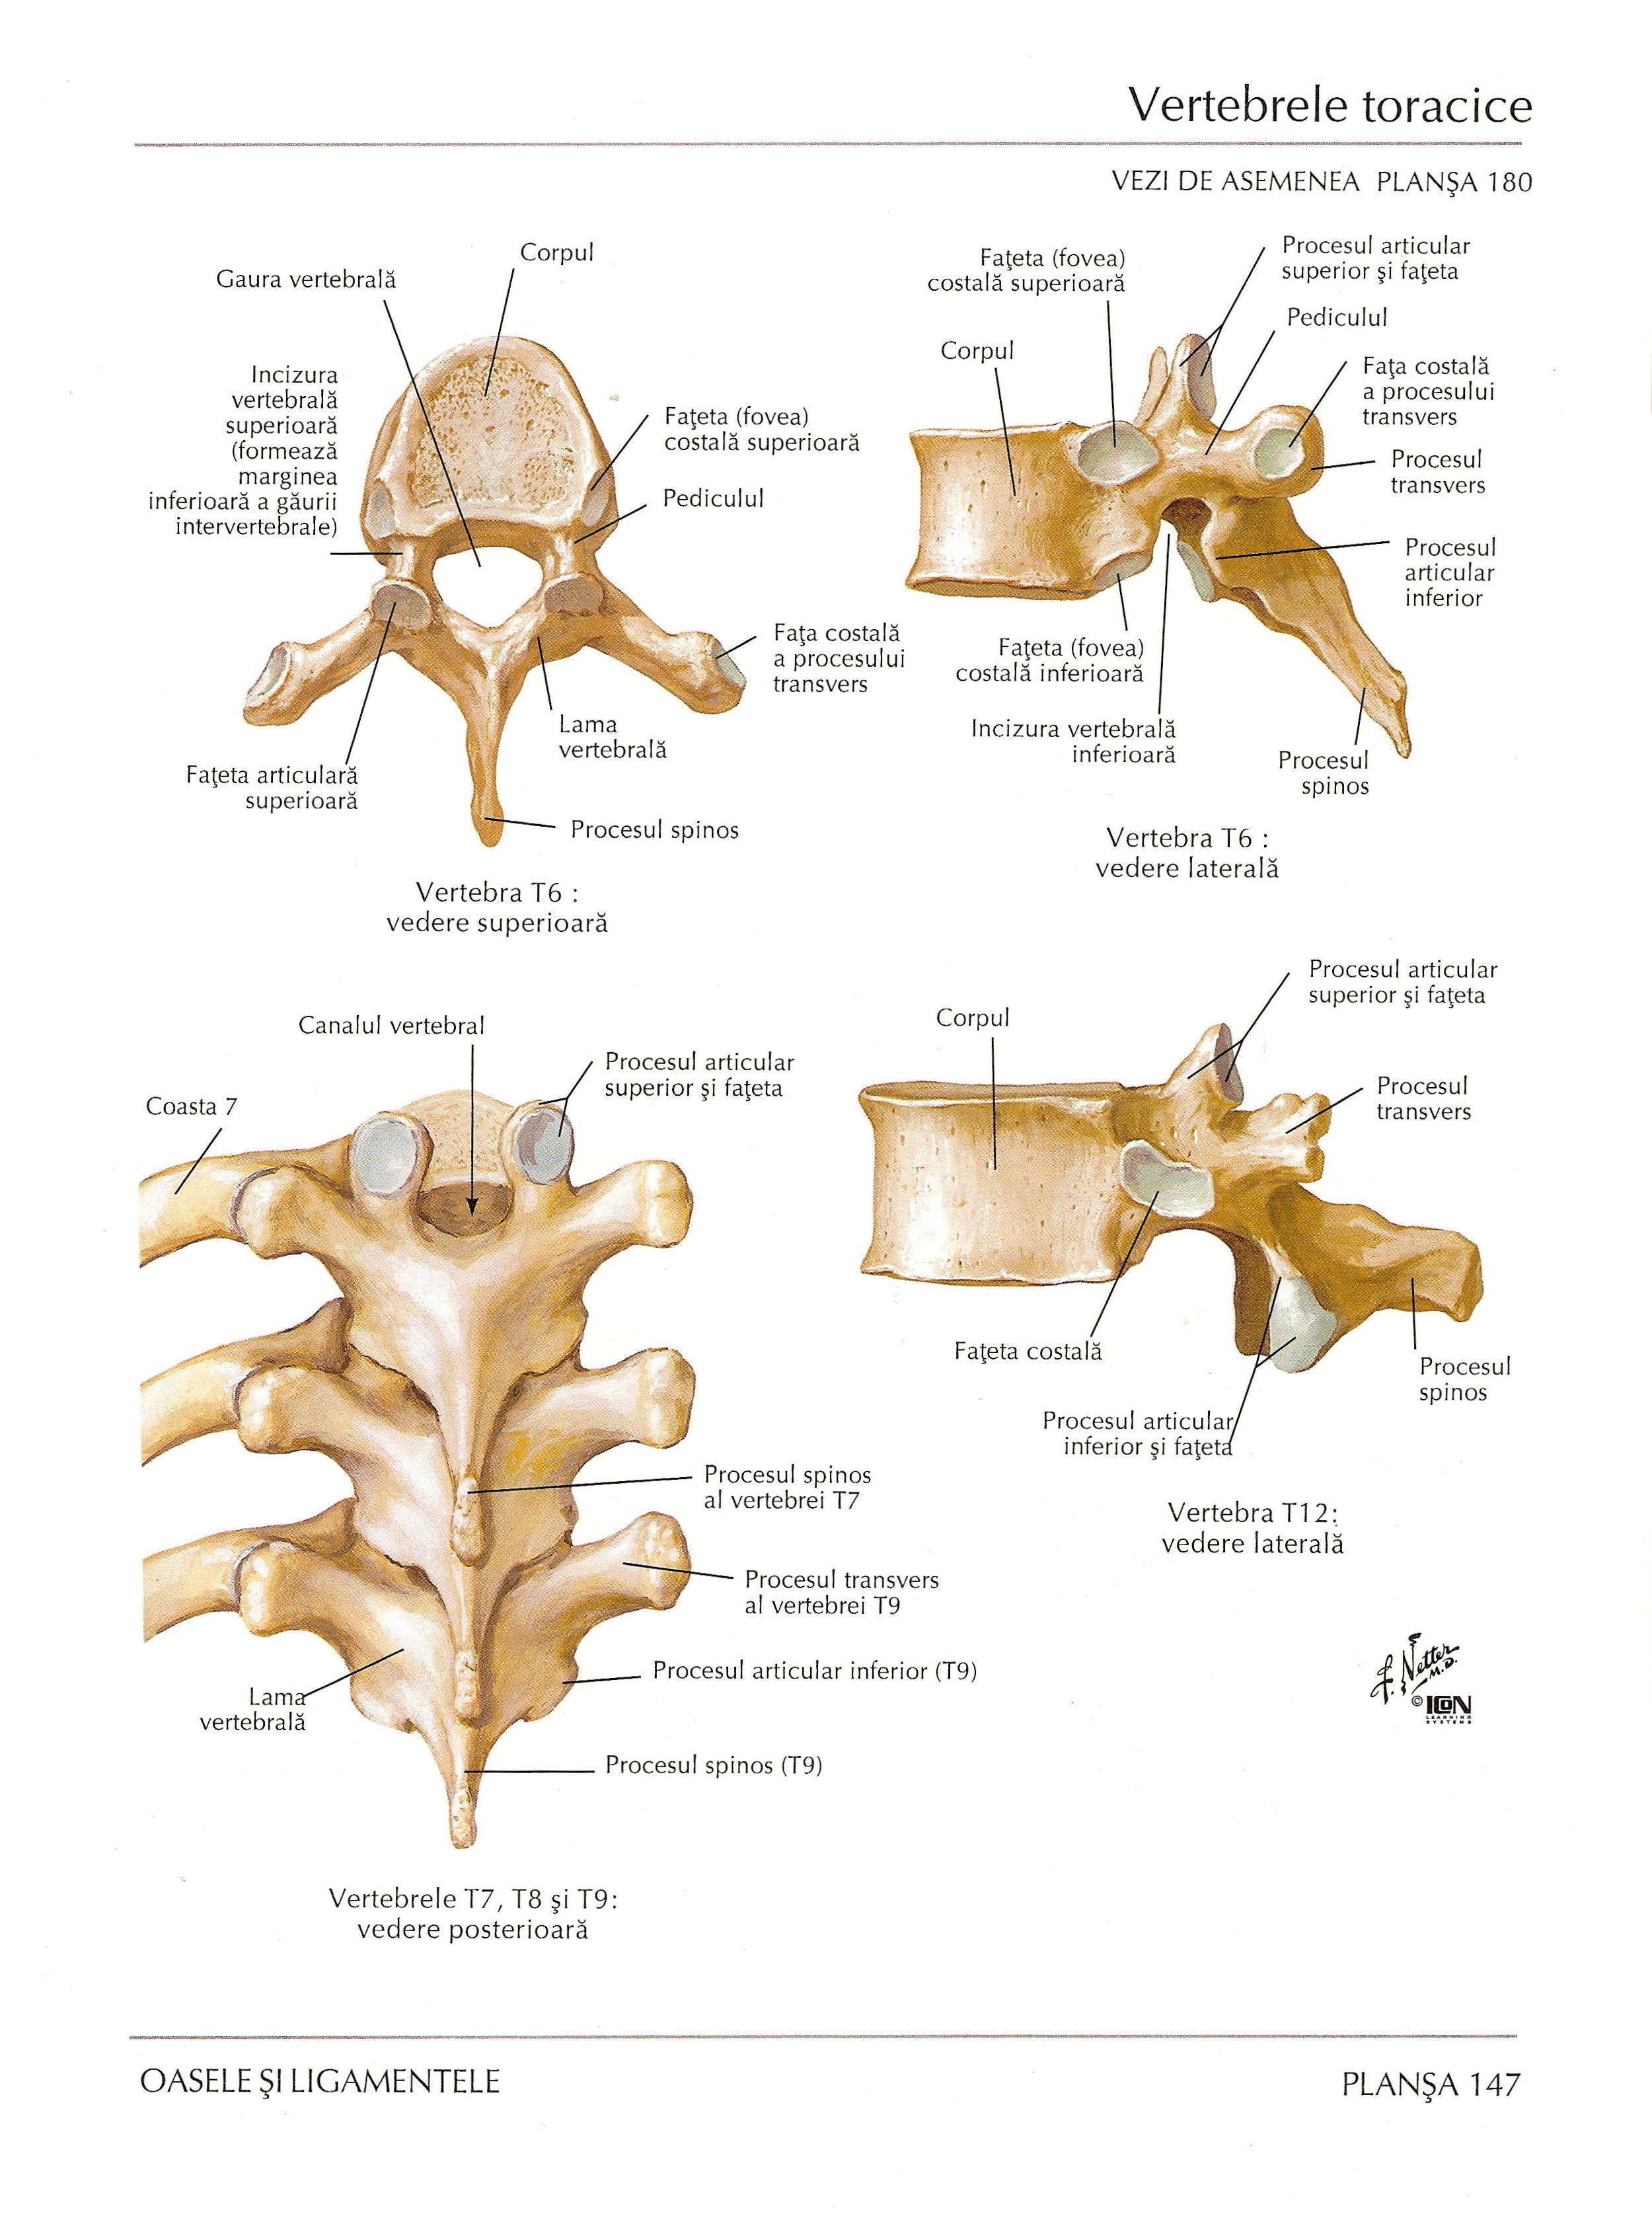 Vertebrele toracice
VEZI DE ASEMENEA PLANŞA 180
Corpul
Gaura vertebrală
Incizura
vertebrală
superioară
(formează
marginea
inferioară a găurii
intervertebrale)
Faţeta (fovea)
costală superioară
Pediculul
Faţa costală
a procesului
transvers
Lama
vertebrală
Faţeta articulară
superioară
Procesul spinos
Vertebra T6 :
vedere superioară
Faţeta (fovea)
costală superioară
Procesul articular
superior şi faţeta
Pediculul
Corpul
Faţa costală
a procesului
transvers
Procesul
transvers
Procesul
articular
inferior
Faţeta (fovea)
costală inferioară
Incizura vertebrală
inferioară
Procesul
spinos
Vertebra T6 :
vedere laterală
Canalul vertebral
Procesul articular
superior şi faţeta
Coasta 7
Procesul spinos
al vertebrei T7
Procesul transvers
al vertebrei T9
Procesul articular inferior (T9)
Lama
vertebrală
Procesul spinos (T9)
Vertebrele T7, T8 şi T9:
vedere posterioară
Procesul articular
superior şi faţeta
Corpul
Procesul
transvers
Faţeta costală
Procesul
spinos
Procesul articular
inferior şi faţeta
Vertebra T12:
vedere laterală
F. Netter
M.D.
© ICON
LEARNING
SYSTEMS
OASELE ŞI LIGAMENTELE
PLANŞA 147